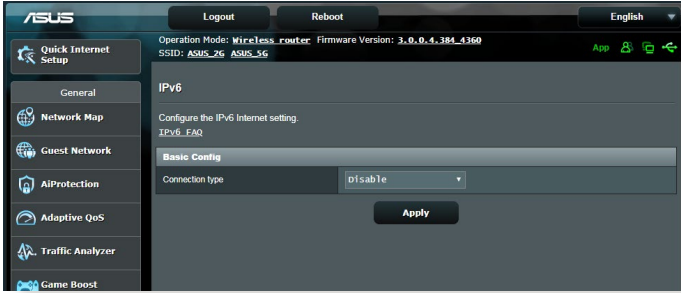 ASUS
Logout
Reboot
English
Quick Internet
Setup
Operation Mode: Wireless router Firmware Version: 3.0.0.4.384_4360
SSID: ASUS_2G ASUS_5G
App
General
Network Map
Guest Network
AiProtection
Adaptive QoS
Traffic Analyzer
Game Boost
IPv6
Configure the IPv6 Internet setting.
IPv6 FAQ
Basic Config
Connection type
Disable
Apply